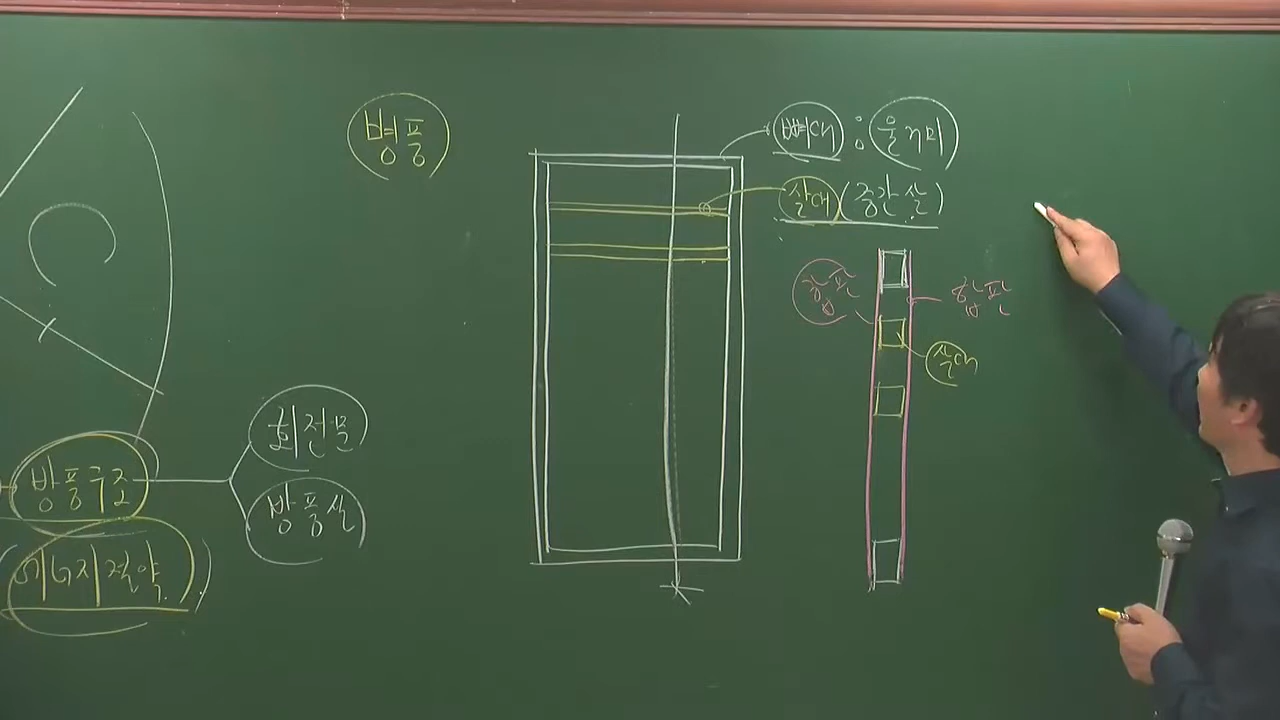 병풍
뼈대 : 울거미
살대 (중간살)
합판
합판
살대
회전문
방풍구조
방풍실
(에너지절약)